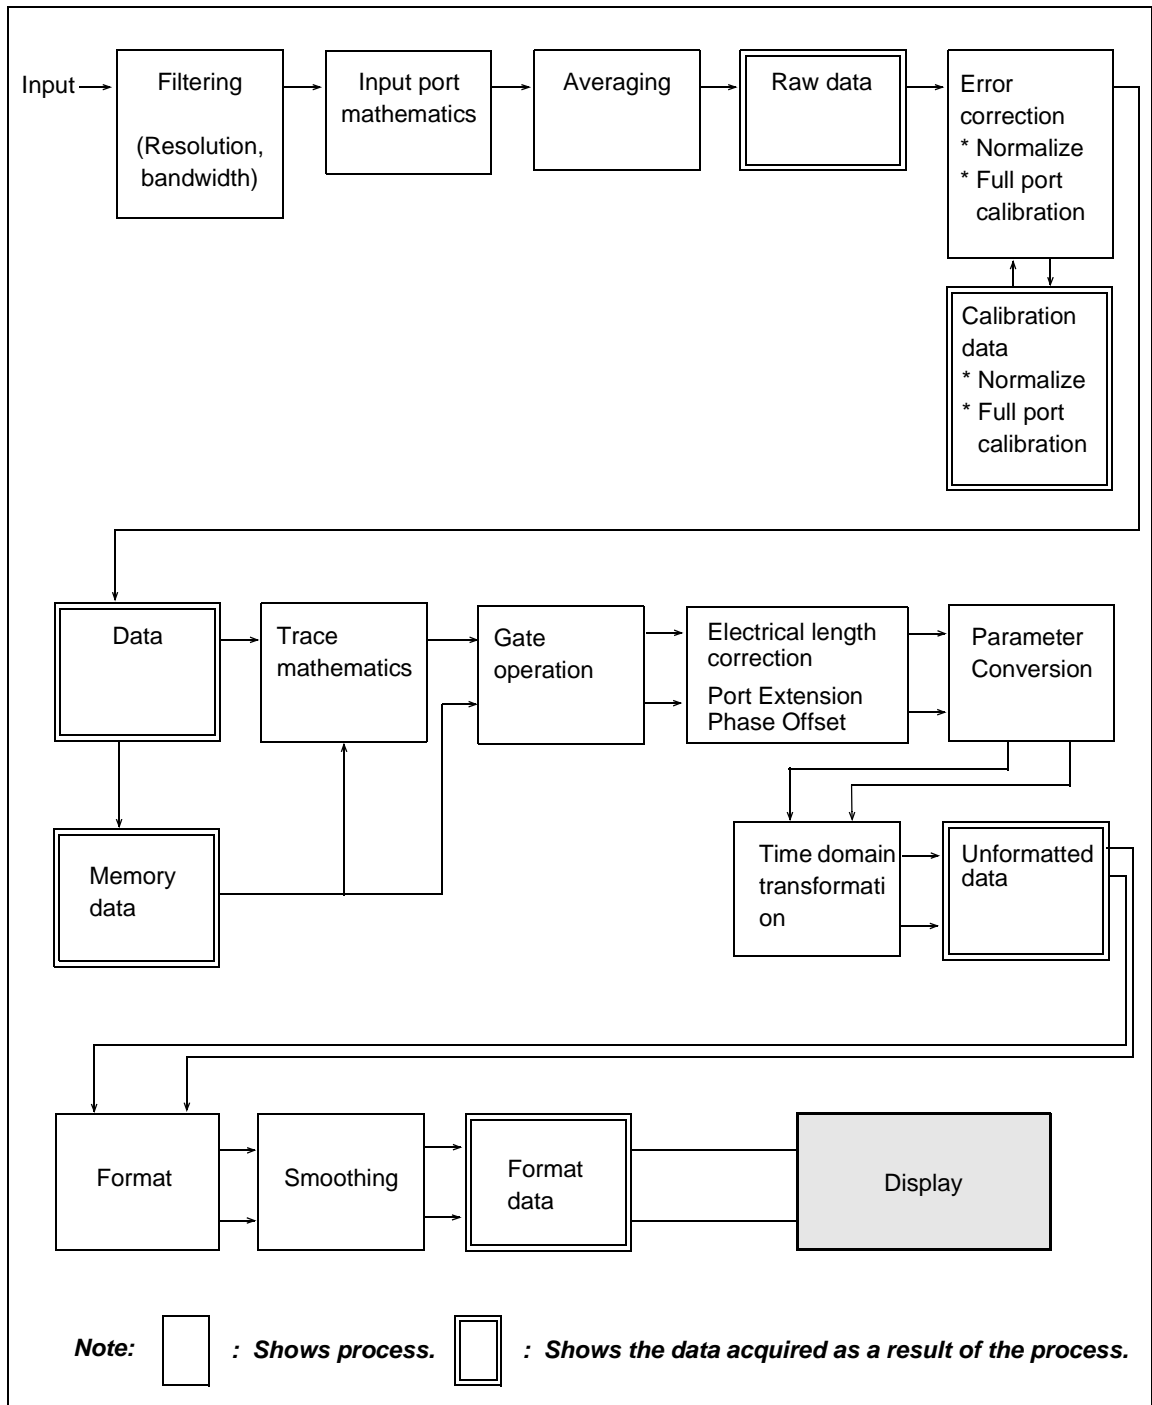 Input
Filtering
(Resolution,
bandwidth)
Input port
mathematics
Averaging
Raw data
Error
correction
* Normalize
* Full port
calibration
Calibration
data
* Normalize
* Full port
calibration
Data
Trace
mathematics
Gate
operation
Electrical length
correction
Port Extension
Phase Offset
Parameter
Conversion
Memory
data
Time domain
transformati
on
Unformatted
data
Format
Smoothing
Format
data
Display
Note:
: Shows process.
: Shows the data acquired as a result of the process.